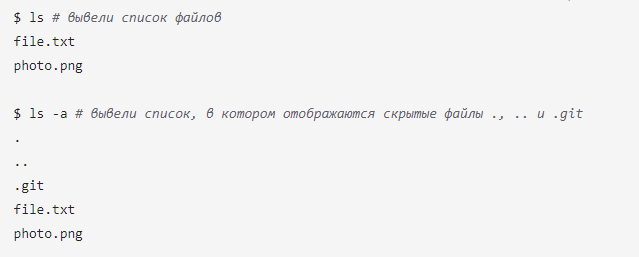 $ ls # вывели список файлов
file.txt
photo.png
$ ls -a # вывели список, в котором отображаются скрытые файлы ., .. и .git
.
..
.git
file.txt
photo.png